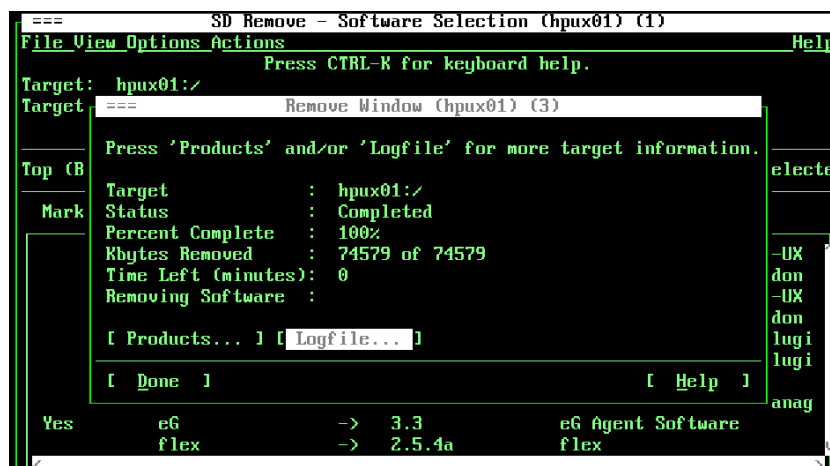 === SD Remove - Software Selection (hpux01) (1)
File View Options Actions Help
Press CTRL-K for keyboard help.
Target: hpux01:/
Target
=== Remove Window (hpux01) (3)
Press 'Products' and/or 'Logfile' for more target information.
Top (B
electe
Target : hpux01:/
Mark
Status : Completed
Percent Complete : 100%
Kbytes Removed : 74579 of 74579
-UX
Time Left (minutes): 0
don
Removing Software :
-UX
don
[ Products... ] [ Logfile... ]
lugi
lugi
[ Done ] [ Help ]
anag
Yes eG -> 3.3 eG Agent Software
flex -> 2.5.4a flex